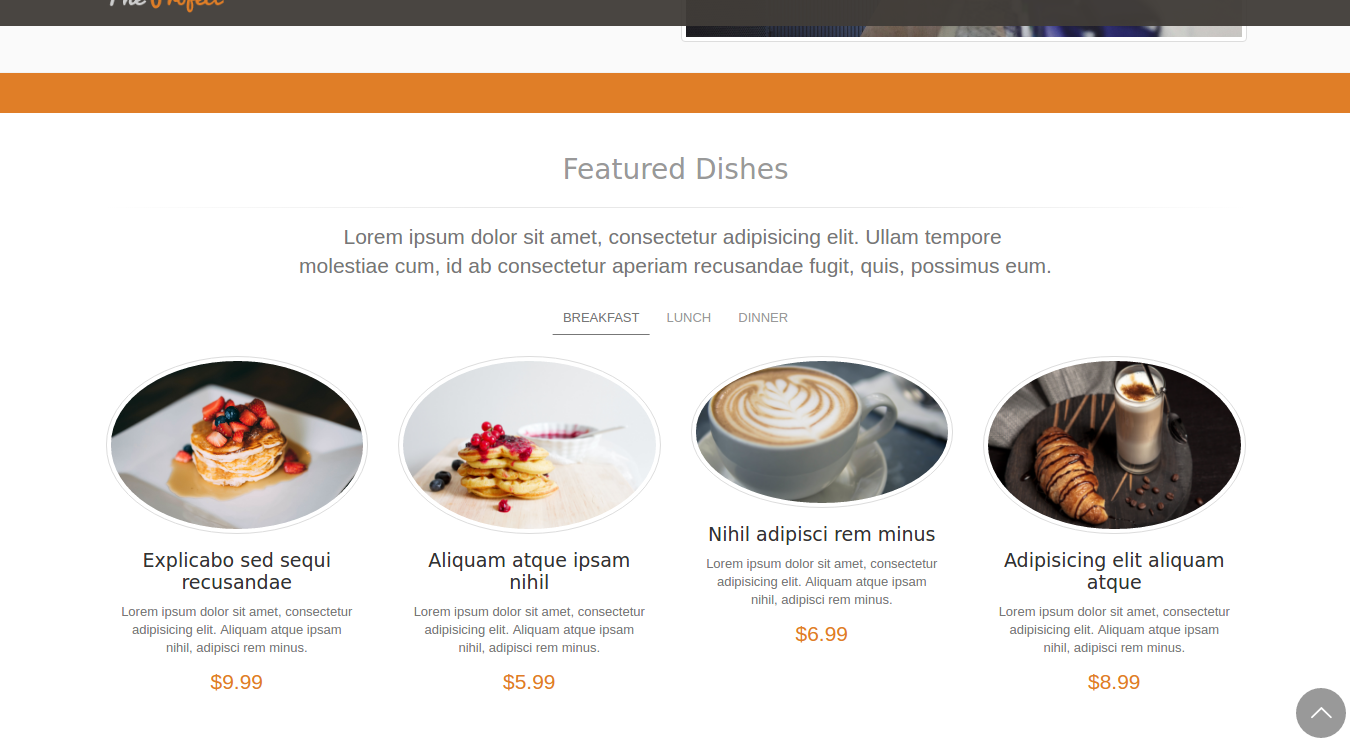 The Project
Featured Dishes
Lorem ipsum dolor sit amet, consectetur adipisicing elit. Ullam tempore
molestiae cum, id ab consectetur aperiam recusandae fugit, quis, possimus eum.
BREAKFAST LUNCH DINNER
Explicabo sed sequi
recusandae
Lorem ipsum dolor sit amet, consectetur
adipisicing elit. Aliquam atque ipsam
nihil, adipisci rem minus.
$9.99
Aliquam atque ipsam
nihil
Lorem ipsum dolor sit amet, consectetur
adipisicing elit. Aliquam atque ipsam
nihil, adipisci rem minus.
$5.99
Nihil adipisci rem minus
Lorem ipsum dolor sit amet, consectetur
adipisicing elit. Aliquam atque ipsam
nihil, adipisci rem minus.
$6.99
Adipisicing elit aliquam
atque
Lorem ipsum dolor sit amet, consectetur
adipisicing elit. Aliquam atque ipsam
nihil, adipisci rem minus.
$8.99